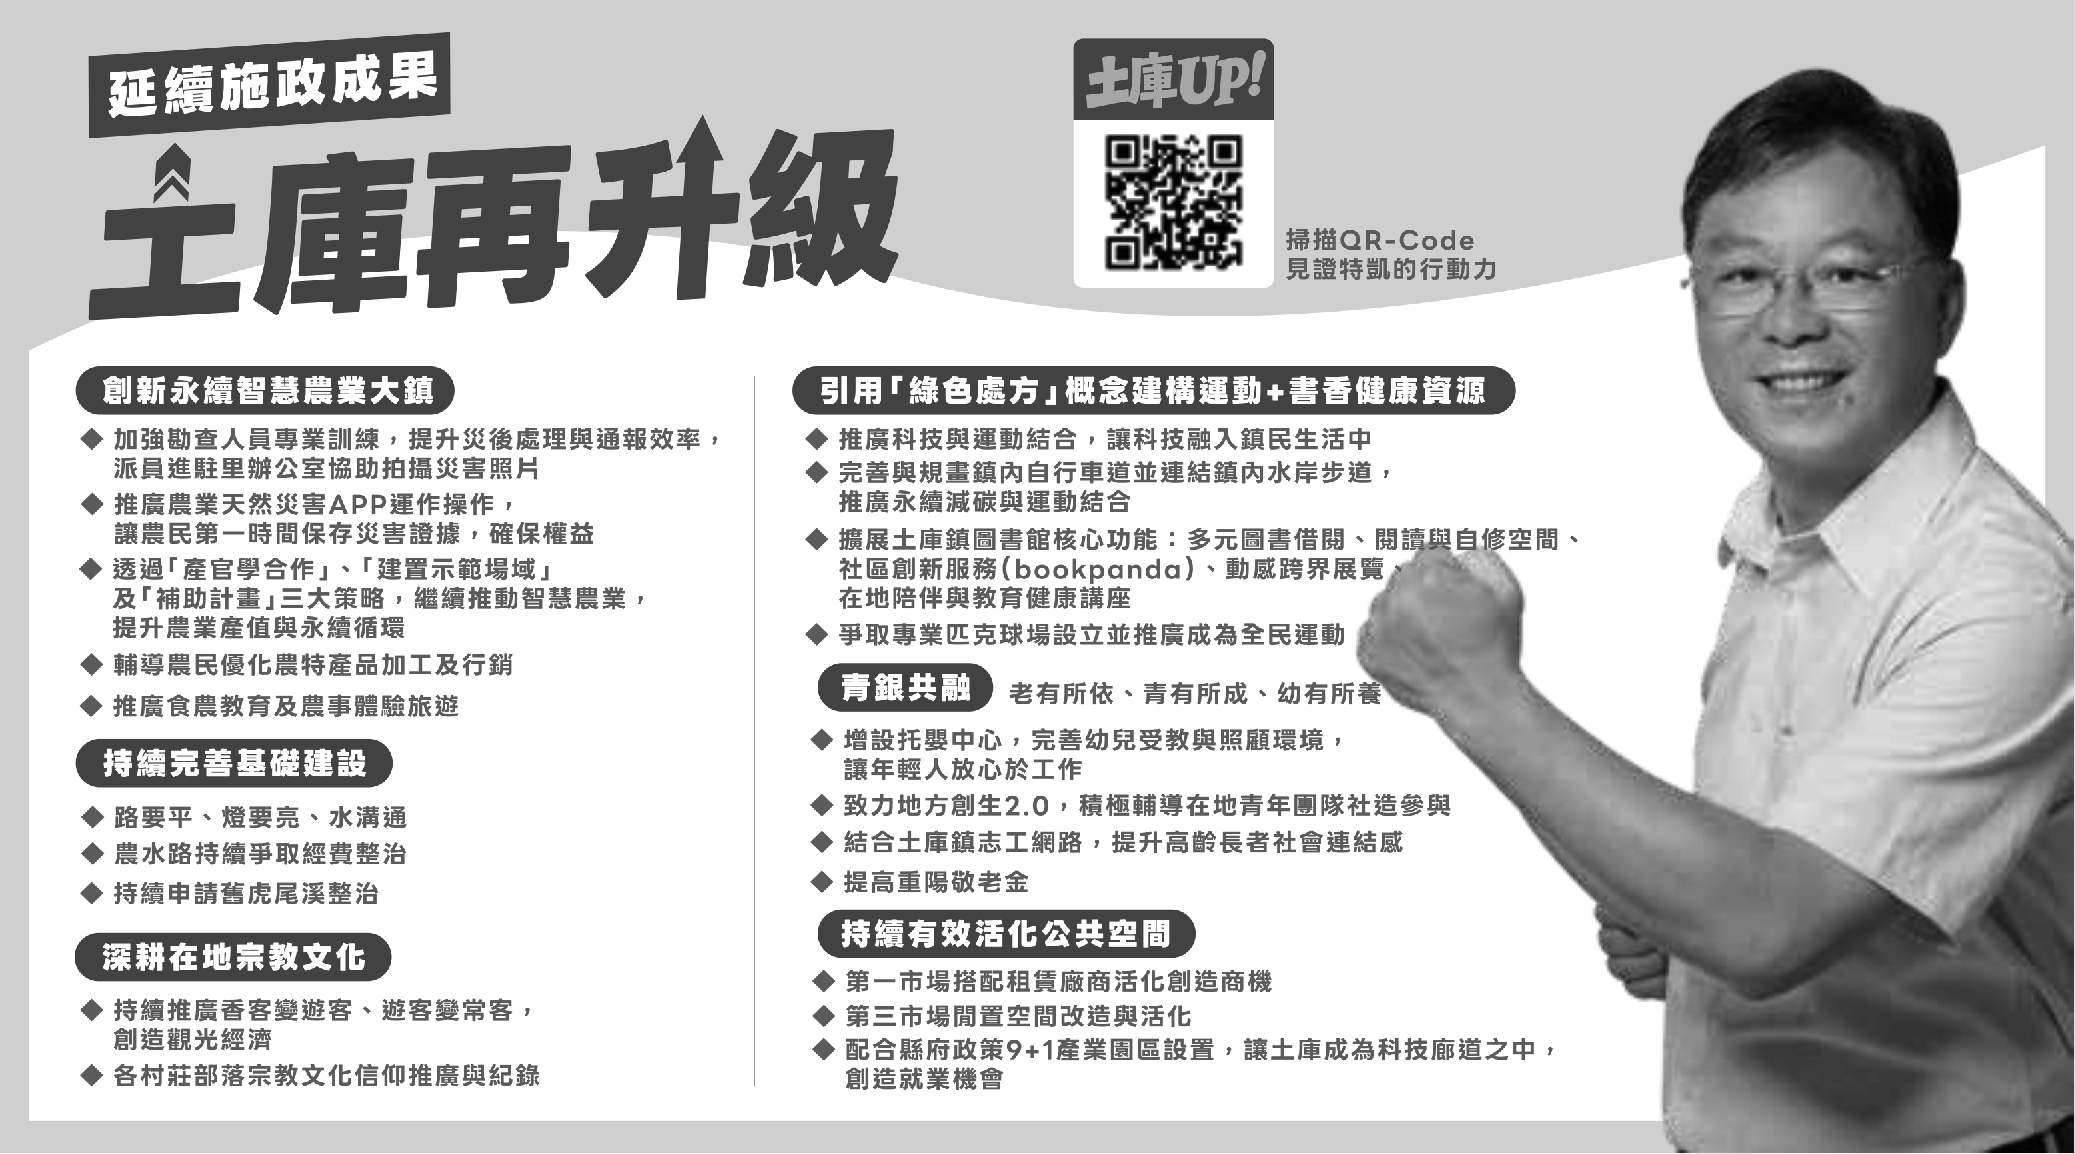 延續施政成果
土庫再升級
土庫UP!
掃描QR-Code
見證特凱的行動力
創新永續智慧農業大鎮
◆ 加強勘查人員專業訓練，提升災後處理與通報效率，
派員進駐里辦公室協助拍攝災害照片
◆ 推廣農業天然災害APP運作操作，
讓農民第一時間保存災害證據，確保權益
◆ 透過「產官學合作」、「建置示範場域」
及「補助計畫」三大策略，繼續推動智慧農業，
提升農業產值與永續循環
◆ 輔導農民優化農特產品加工及行銷
◆ 推廣食農教育及農事體驗旅遊
持續完善基礎建設
◆ 路要平、燈要亮、水溝通
◆ 農水路持續爭取經費整治
◆ 持續申請舊虎尾溪整治
深耕在地宗教文化
◆ 持續推廣香客變遊客、遊客變常客，
創造觀光經濟
◆ 各村莊部落宗教文化信仰推廣與紀錄
引用「綠色處方」概念建構運動+書香健康資源
◆ 推廣科技與運動結合，讓科技融入鎮民生活中
◆ 完善與規畫鎮內自行車道並連結鎮內水岸步道，
推廣永續減碳與運動結合
◆ 擴展土庫鎮圖書館核心功能：多元圖書借閱、閱讀與自修空間、
社區創新服務(bookpanda)、動感跨界展覽、
在地陪伴與教育健康講座
◆ 爭取專業匹克球場設立並推廣成為全民運動
青銀共融 老有所依、青有所成、幼有所養
◆ 增設托嬰中心，完善幼兒受教與照顧環境，
讓年輕人放心於工作
◆ 致力地方創生2.0，積極輔導在地青年團隊社造參與
◆ 結合土庫鎮志工網路，提升高齡長者社會連結感
◆ 提高重陽敬老金
持續有效活化公共空間
◆ 第一市場搭配租賃廠商活化創造商機
◆ 第三市場閒置空間改造與活化
◆ 配合縣府政策9+1產業園區設置，讓土庫成為科技廊道之中，
創造就業機會